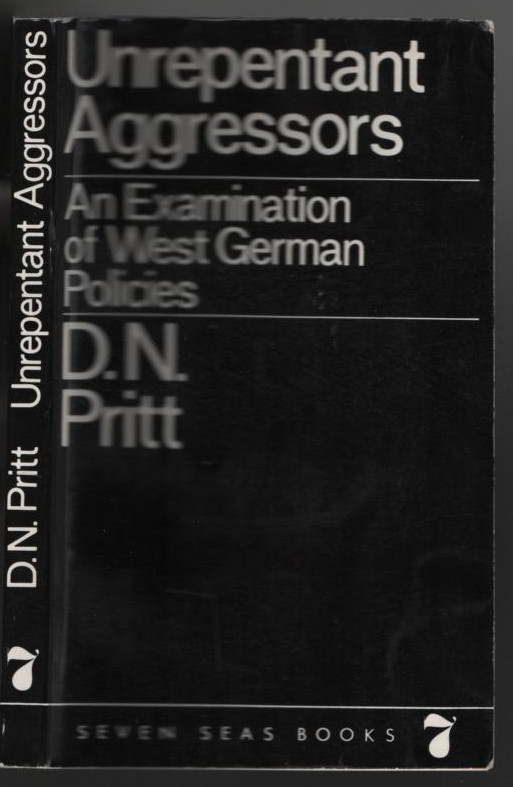 D.N. Pritt Unrepentant Aggressors
7
Unrepentant
Aggressors
An Examination
of West German
Policies
D.N.
Pritt
SEVEN SEAS BOOKS 7